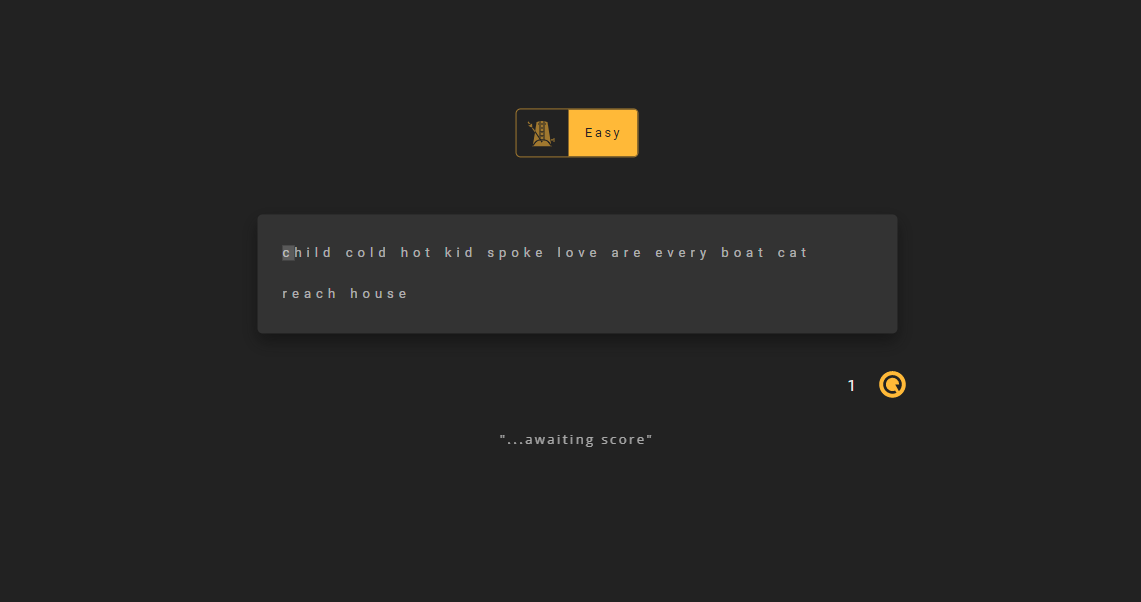 Easy
child cold hot kid spoke love are every boat cat
reach house
1
"...awaiting score"